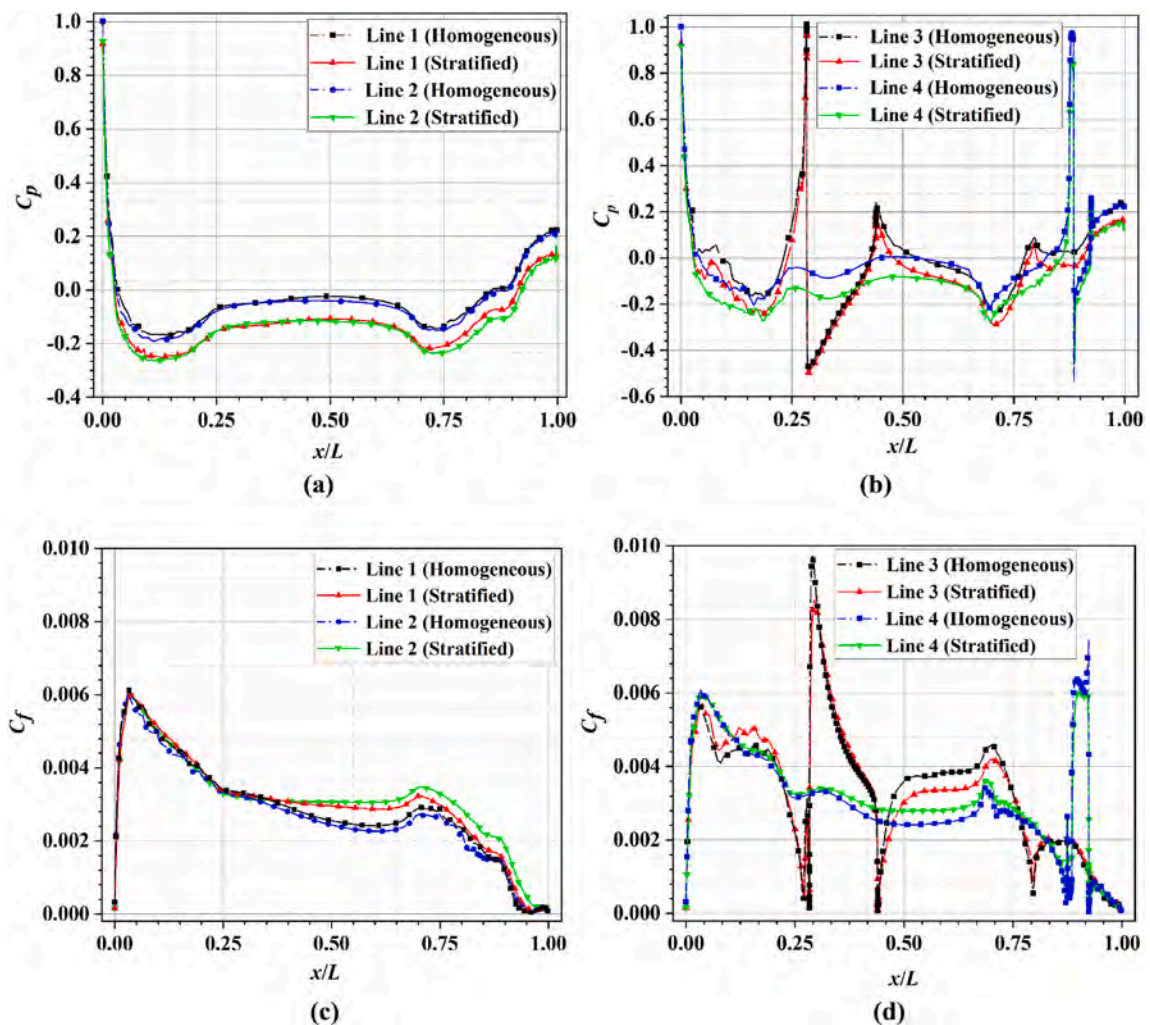 1.0
0.8
0.6
0.4
0.2
0.0
-0.2
-0.4
Cp
0.00
0.25
0.50
0.75
1.00
x/L
Line 1 (Homogeneous)
Line 1 (Stratified)
Line 2 (Homogeneous)
Line 2 (Stratified)
(a)
1.0
0.8
0.6
0.4
0.2
0.0
-0.2
-0.4
-0.6
Cp
0.00
0.25
0.50
0.75
1.00
x/L
Line 3 (Homogeneous)
Line 3 (Stratified)
Line 4 (Homogeneous)
Line 4 (Stratified)
(b)
0.010
0.008
0.006
0.004
0.002
0.000
Cf
0.00
0.25
0.50
0.75
1.00
x/L
Line 1 (Homogeneous)
Line 1 (Stratified)
Line 2 (Homogeneous)
Line 2 (Stratified)
(c)
0.010
0.008
0.006
0.004
0.002
0.000
Cf
0.00
0.25
0.50
0.75
1.00
x/L
Line 3 (Homogeneous)
Line 3 (Stratified)
Line 4 (Homogeneous)
Line 4 (Stratified)
(d)